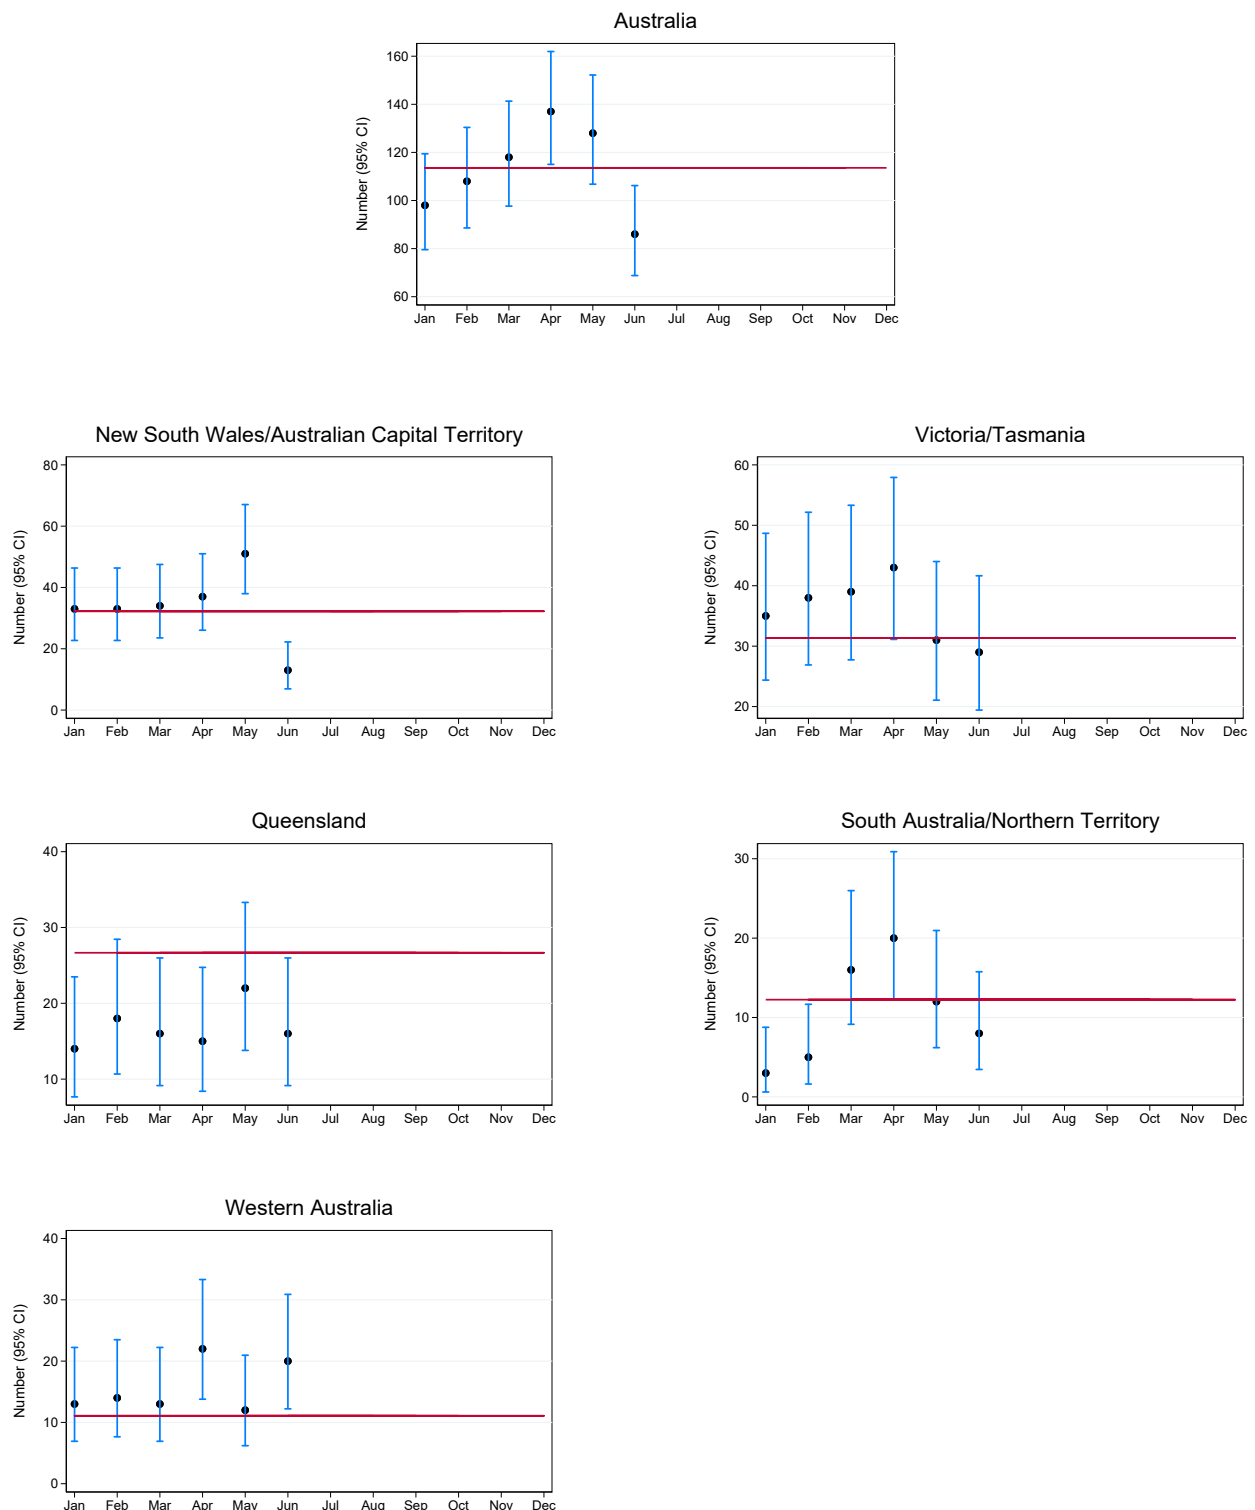 Australia
Number (95% CI)
160
140
120
100
80
60
Jan Feb Mar Apr May Jun Jul Aug Sep Oct Nov Dec
New South Wales/Australian Capital Territory
Number (95% CI)
80
60
40
20
0
Jan Feb Mar Apr May Jun Jul Aug Sep Oct Nov Dec
Victoria/Tasmania
Number (95% CI)
60
50
40
30
20
Jan Feb Mar Apr May Jun Jul Aug Sep Oct Nov Dec
Queensland
Number (95% CI)
40
30
20
10
Jan Feb Mar Apr May Jun Jul Aug Sep Oct Nov Dec
South Australia/Northern Territory
Number (95% CI)
30
20
10
0
Jan Feb Mar Apr May Jun Jul Aug Sep Oct Nov Dec
Western Australia
Number (95% CI)
40
30
20
10
0
Jan Feb Mar Apr May Jun Jul Aug Sep Oct Nov Dec